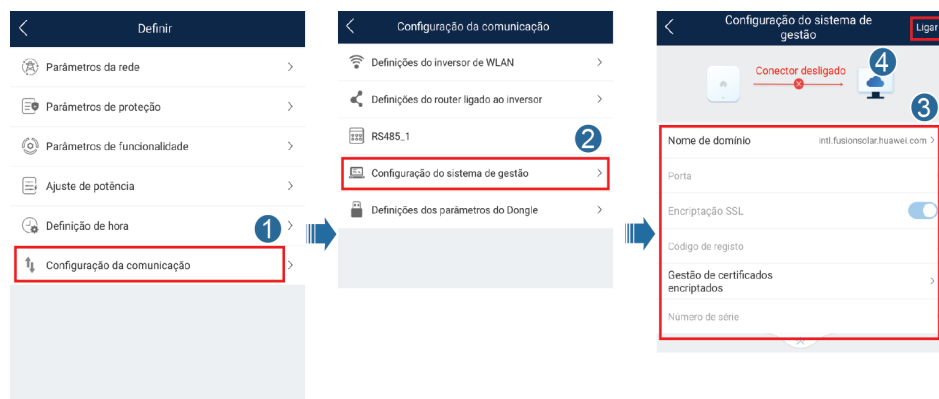 Definir
Parâmetros da rede
Parâmetros de proteção
Parâmetros de funcionalidade
Ajuste de potência
Definição de hora
1
Configuração da comunicação
Configuração da comunicação
Definições do inversor de WLAN
Definições do router ligado ao inversor
RS485_1
2
Configuração do sistema de gestão
Definições dos parâmetros do Dongle
Configuração do sistema de
gestão
Ligar
Conector desligado
4
3
Nome de domínio intl.fusionsolar.huawei.com
Porta
Encriptação SSL
Código de registo
Gestão de certificados
encriptados
Número de série